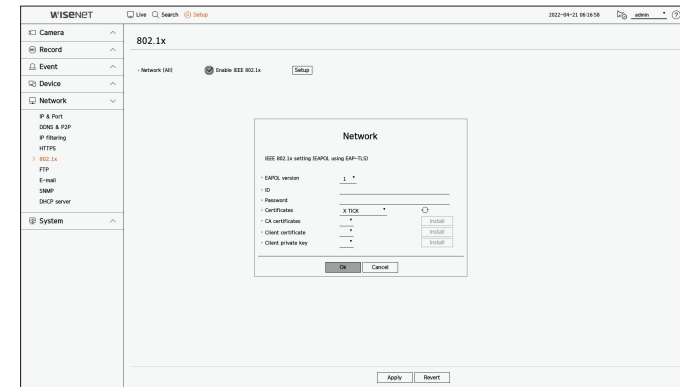 WISENET
Live Search Setup
2022-04-21 06:16:58 admin ?
Camera
Record
Event
Device
Network
IP & Port
DDNS & P2P
IP filtering
HTTPS
> 802.1x
FTP
E-mail
SNMP
DHCP server
System
802.1x
Network (All) Enable IEEE 802.1x Setup
Network
IEEE 802.1x setting (EAPOL using EAP-TLS)
EAPOL version 1
ID
Password
Certificates X TICX
CA certificates Install
Client certificate Install
Client private key Install
Ok Cancel
Apply Revert